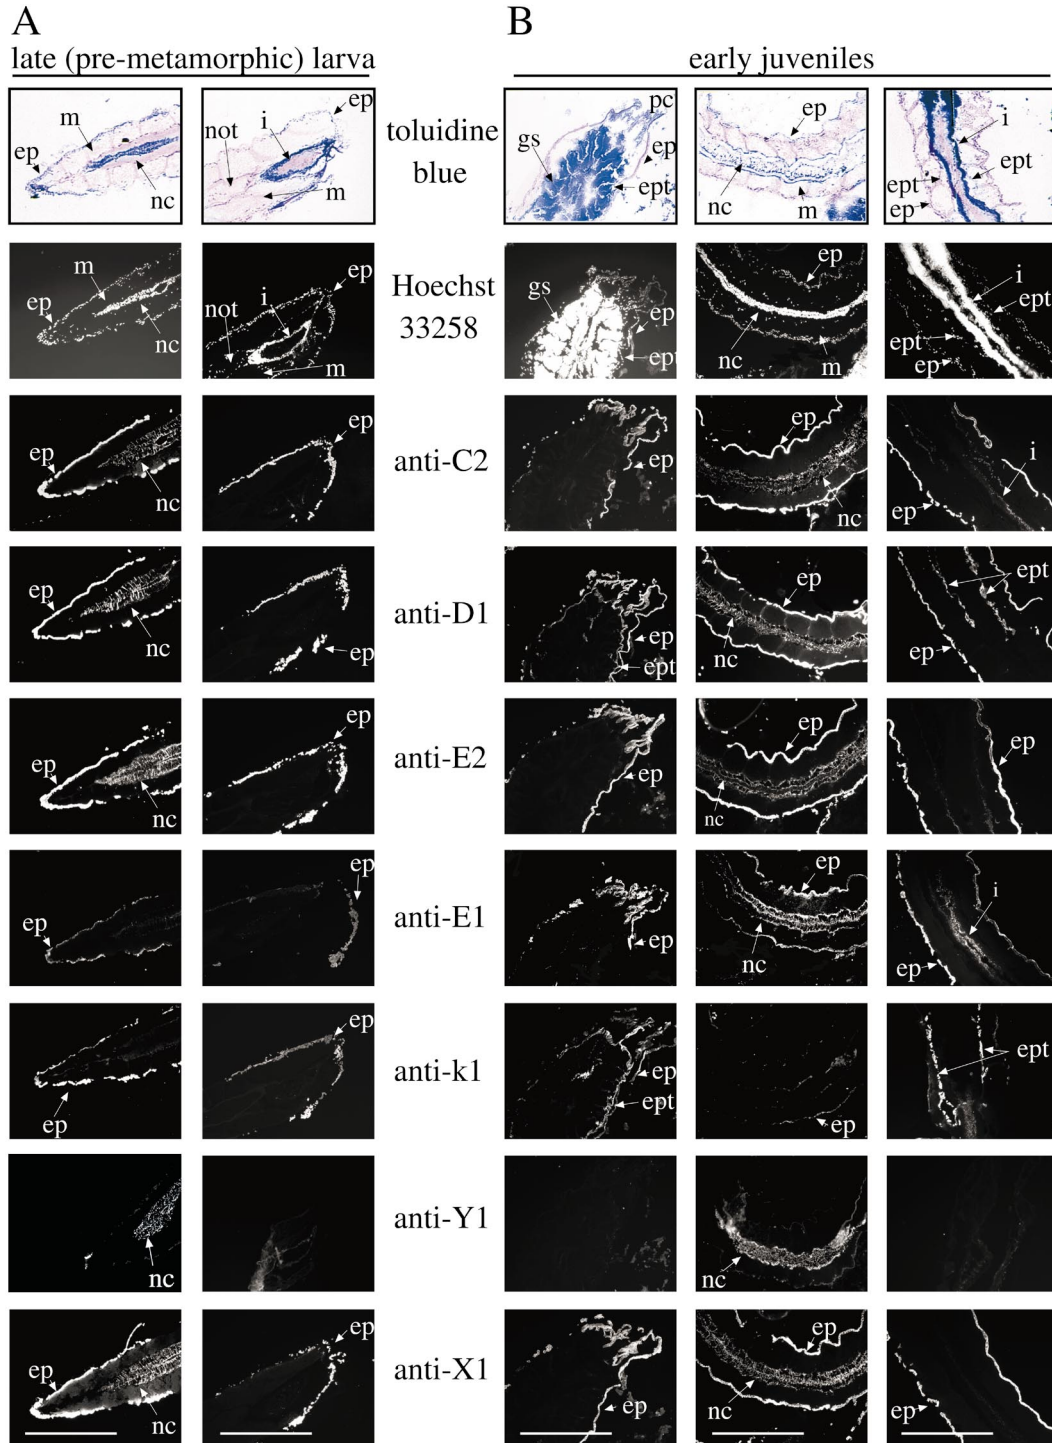 A
B
late (pre-metamorphic) larva
early juveniles
m
ep
nc
not
i
ep
m
toluidine
blue
gs
pc
ep
ept
ep
nc
m
i
ept
ept
ep
m
ep
nc
ep
i
not
m
Hoechst
33258
gs
ep
ept
ep
nc
m
i
ept
ept
ep
ep
nc
ep
anti-C2
ep
ep
nc
i
ep
ep
nc
ep
anti-D1
ep
ept
ep
nc
ept
ep
ep
nc
ep
anti-E2
ep
ep
nc
ep
ep
ep
anti-E1
ep
ep
nc
i
ep
ep
ep
anti-k1
ep
ept
ep
ept
nc
anti-Y1
nc
ep
nc
ep
anti-X1
ep
ep
nc
ep